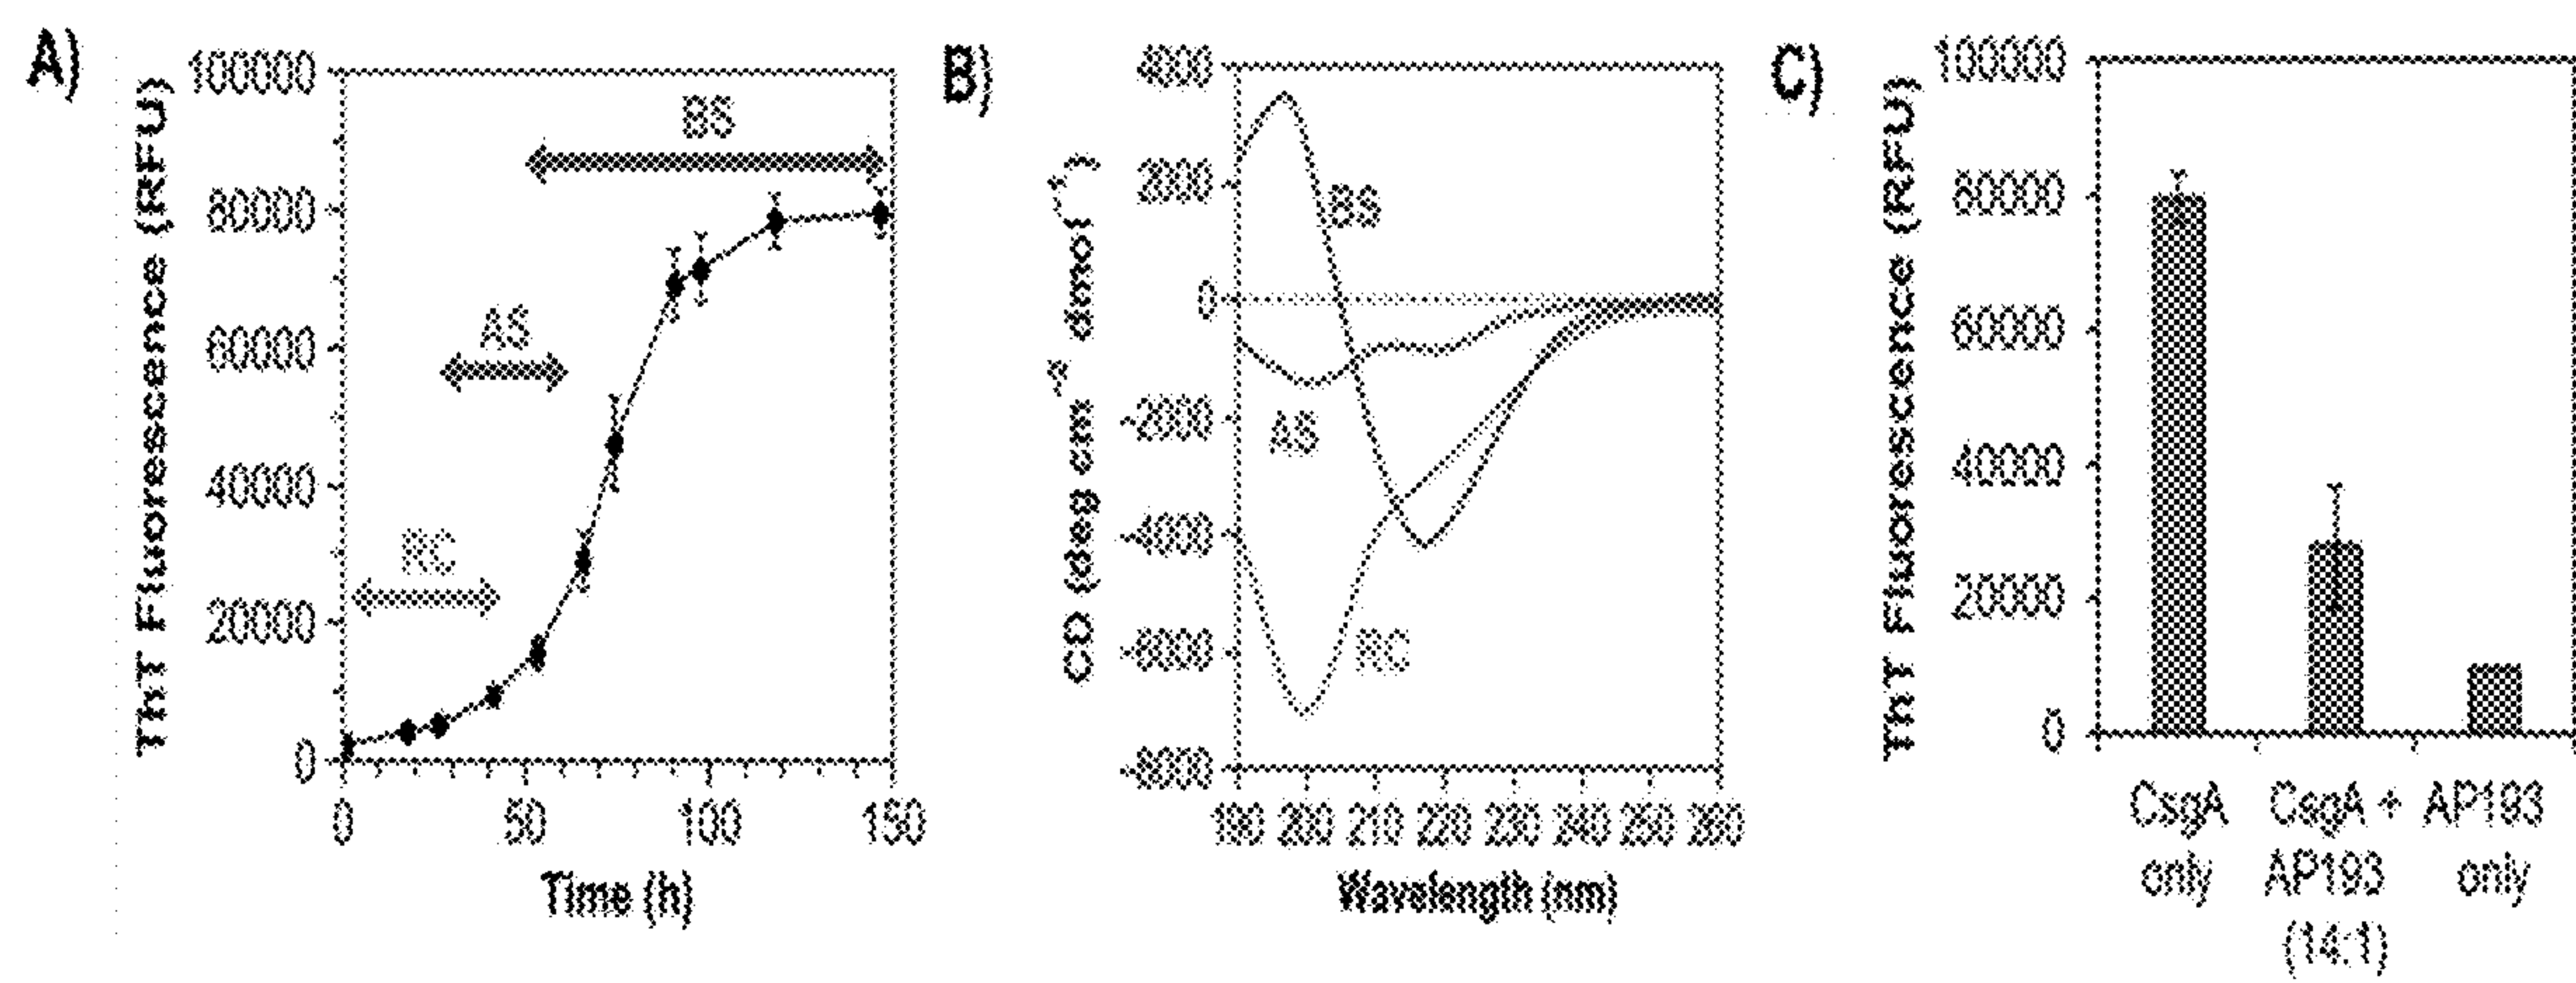 A)
ThT Fluorescence (RFU)
100000
80000
60000
40000
20000
0
BS
AS
RC
0 50 100 150
Time (h)
B)
CD (deg cm dmol
4000
2000
0
-2000
-4000
-6000
-8000
BS
AS
RC
190 200 210 220 230 240 250 260
Wavelength (nm)
C)
ThT Fluorescence (RFU)
100000
80000
60000
40000
20000
0
CsgA only
CsgA + AP193 (14:1)
AP193 only